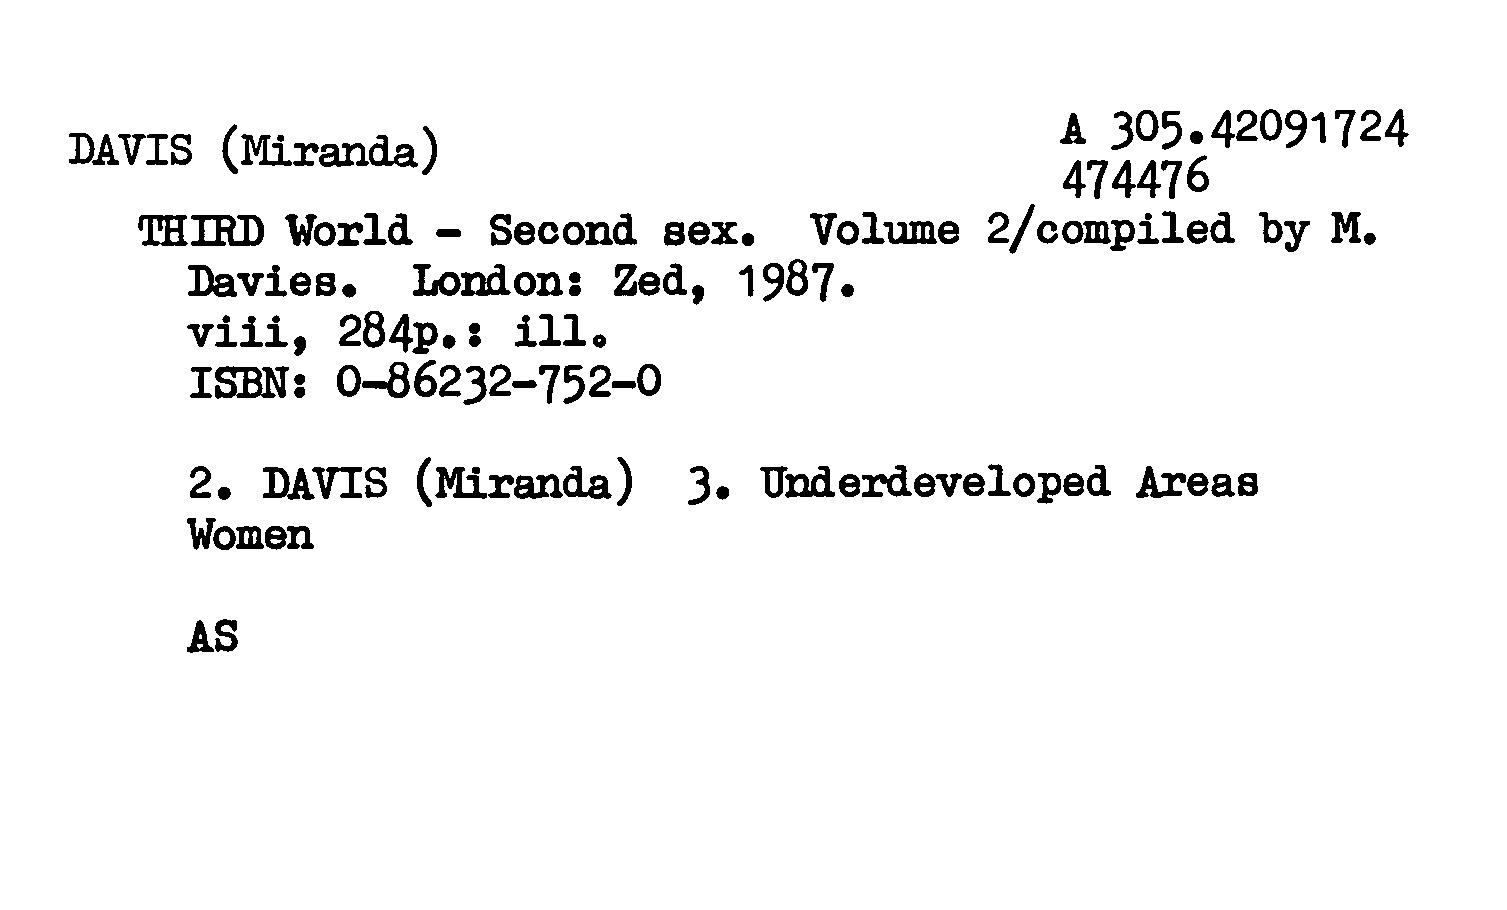 DAVIS (Miranda)
A 305.42091724
474476
THIRD World - Second sex. Volume 2/compiled by M.
Davies. London: Zed, 1987.
viii, 284p.: ill.
ISBN: 0-86232-752-0
2. DAVIS (Miranda) 3. Underdeveloped Areas
Women
AS